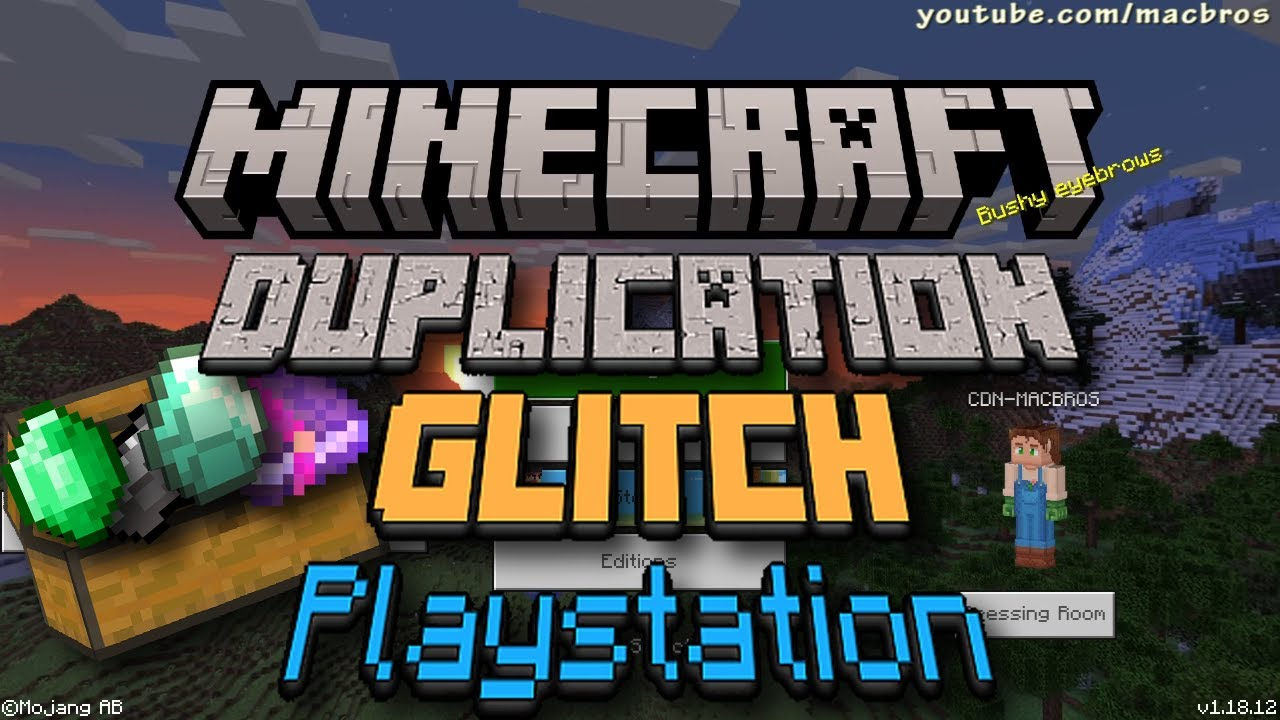 youtube.com/macbros
MINECRAFT
Bushy eyebrows
DUPLICATION
CDN-MACBROS
GLITCH
Editions
Playstation
essing Room
©Mojang AB
v1.18.12